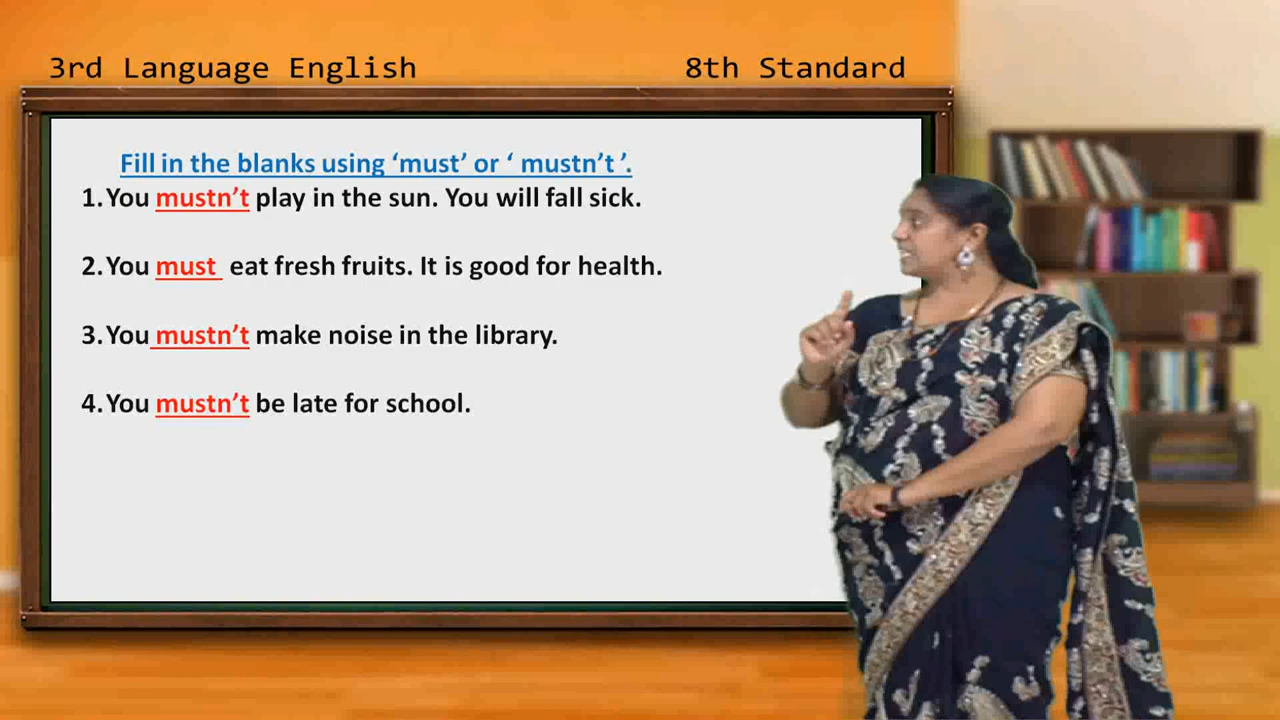 3rd Language English
8th Standard
Fill in the blanks using ‘must’ or ‘ mustn’t ’.
1. You mustn’t play in the sun. You will fall sick.
2. You must eat fresh fruits. It is good for health.
3. You mustn’t make noise in the library.
4. You mustn’t be late for school.